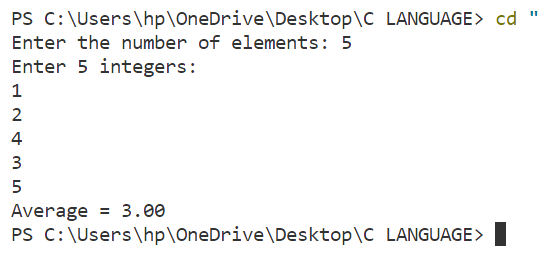 PS C:\Users\hp\OneDrive\Desktop\C LANGUAGE> cd "
Enter the number of elements: 5
Enter 5 integers:
1
2
4
3
5
Average = 3.00
PS C:\Users\hp\OneDrive\Desktop\C LANGUAGE>